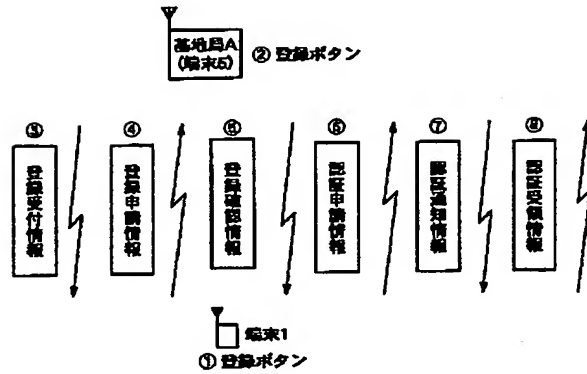 基地局A
(端末5)
② 登録ボタン
③
登録受付情報
④
登録申請情報
⑤
登録確認情報
⑥
認証申請情報
⑦
認証通知情報
⑧
認証受領情報
端末1
① 登録ボタン